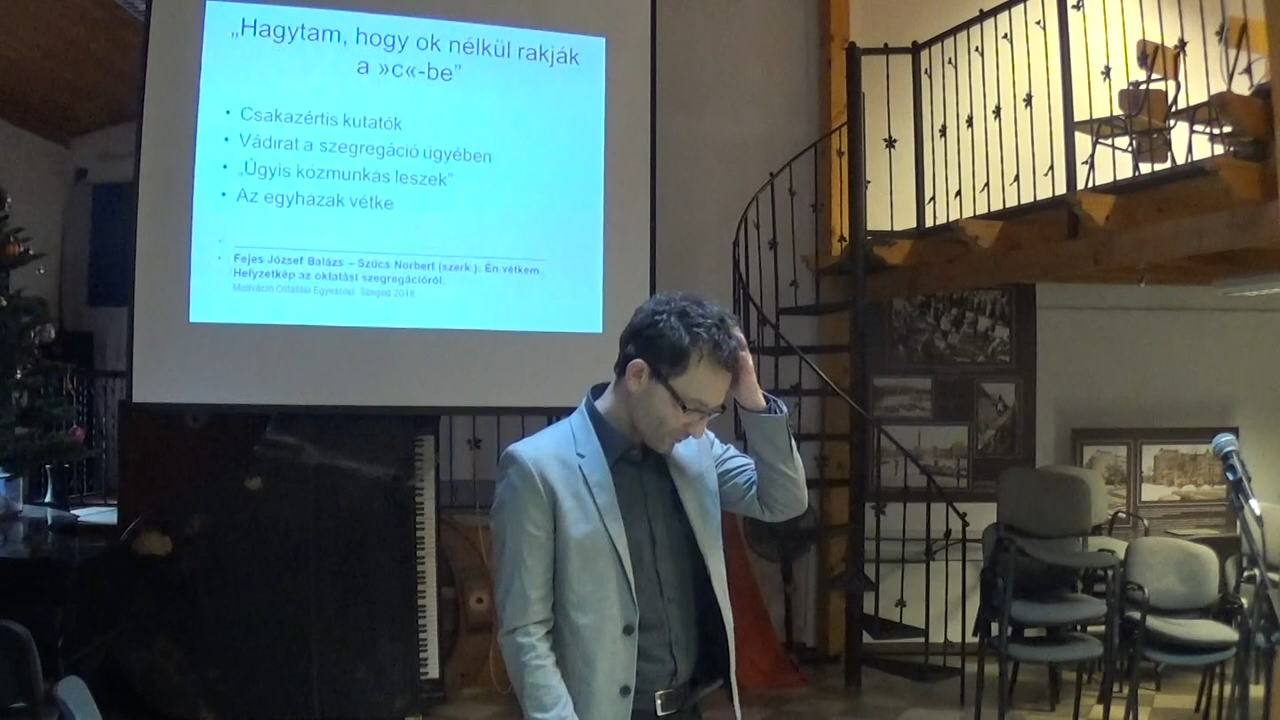 „Hagytam, hogy ok nélkül rakják
a »c«-be”
• Csakazértis kutatók
• Vádirat a szegregáció ügyében
• „Úgyis közmunkás leszek”
• Az egyházak vétke
• Fejes József Balázs – Szűcs Norbert (szerk.): Én vétkem.
Helyzetkép az oktatási szegregációról.
Motiváció Oktatási Egyesület, Szeged 2018